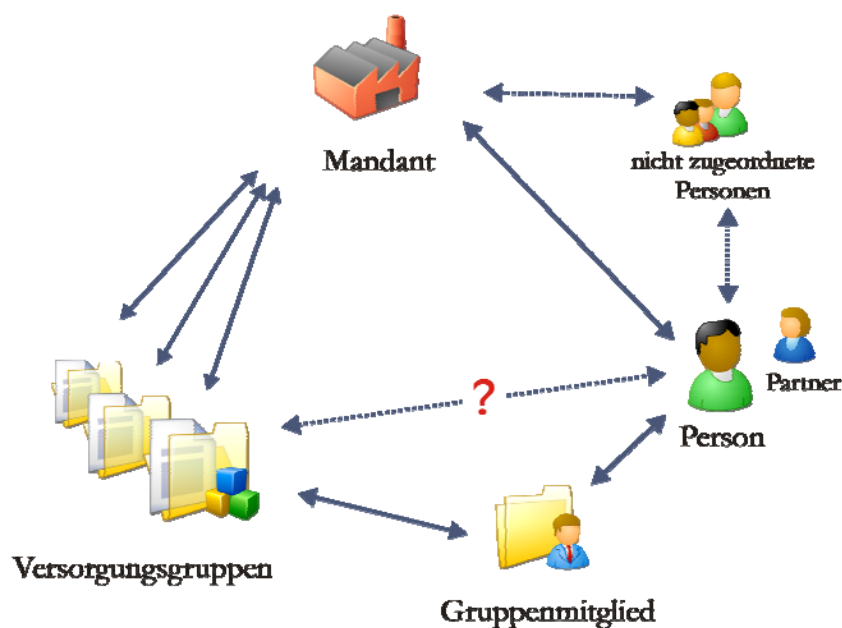 Mandant
nicht zugeordnete
Personen
?
Partner
Person
Versorgungsgruppen
Gruppenmitglied